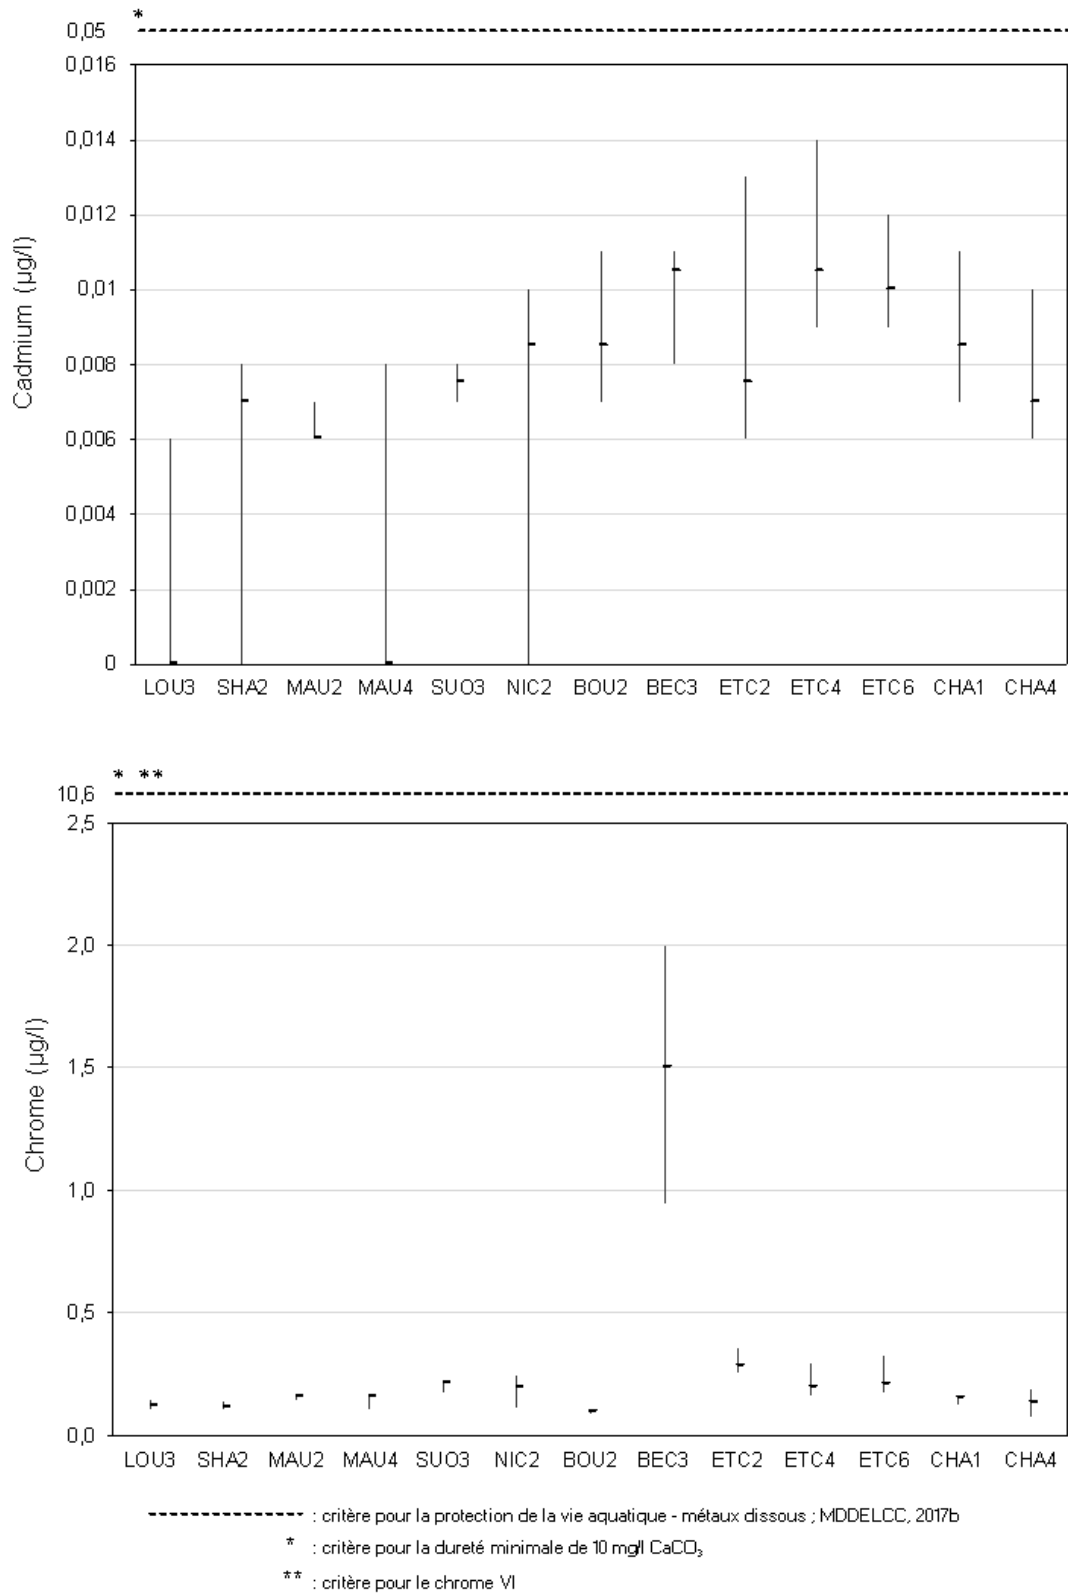 *
0,05
0,016
0,014
0,012
0,01
0,008
0,006
0,004
0,002
0
Cadmium (µg/l)
LOU3 SHA2 MAU2 MAU4 SUO3 NIC2 BOU2 BEC3 ETC2 ETC4 ETC6 CHA1 CHA4
* **
10,6
2,5
2,0
1,5
1,0
0,5
0,0
Chrome (µg/l)
LOU3 SHA2 MAU2 MAU4 SUO3 NIC2 BOU2 BEC3 ETC2 ETC4 ETC6 CHA1 CHA4
: critère pour la protection de la vie aquatique - métaux dissous ; MDDELCC, 2017b
* : critère pour la dureté minimale de 10 mg/l CaCO₃
** : critère pour le chrome VI